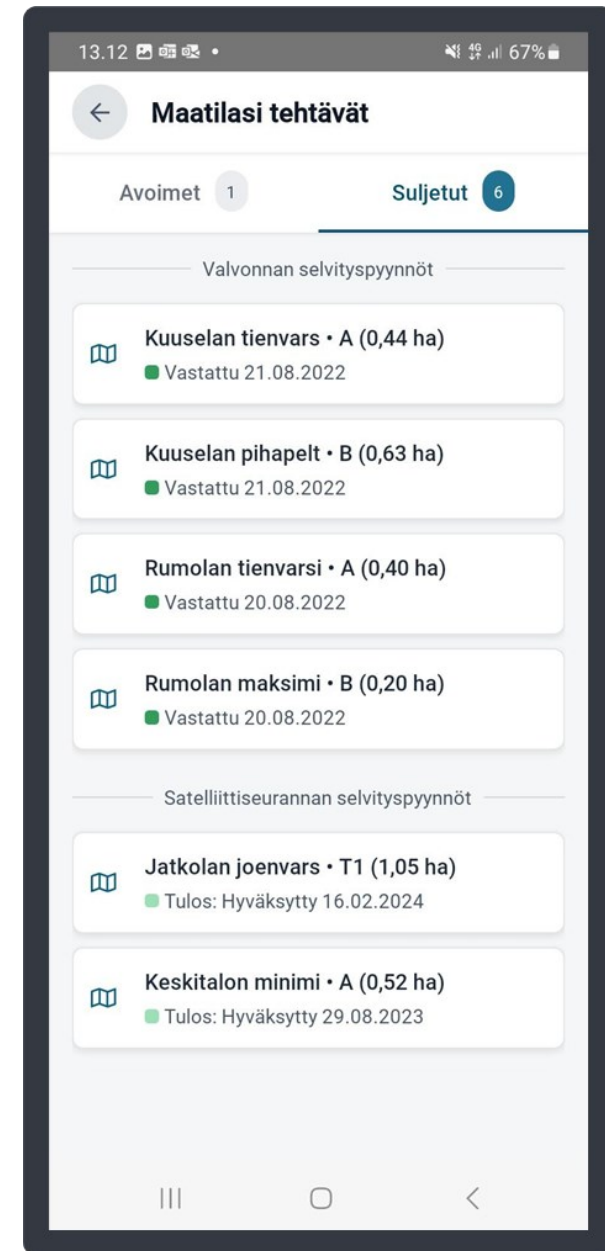 13.12 4G 67%
Maatilasi tehtävät
Avoimet 1 Suljetut 6
Valvonnan selvityspyynnöt
Kuuselan tienvars • A (0,44 ha)
Vastattu 21.08.2022
Kuuselan pihapelt • B (0,63 ha)
Vastattu 21.08.2022
Rumolan tienvarsi • A (0,40 ha)
Vastattu 20.08.2022
Rumolan maksimi • B (0,20 ha)
Vastattu 20.08.2022
Satelliittiseurannan selvityspyynnöt
Jatkolan joenvars • T1 (1,05 ha)
Tulos: Hyväksytty 16.02.2024
Keskitalon minimi • A (0,52 ha)
Tulos: Hyväksytty 29.08.2023